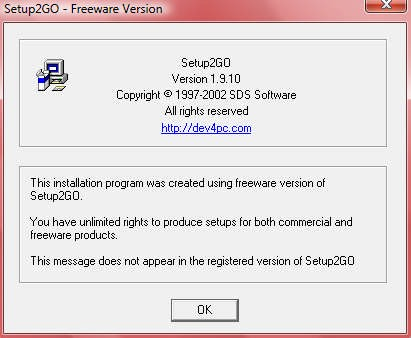 Setup2GO - Freeware Version
Setup2GO
Version 1.9.10
Copyright © 1997-2002 SDS Software
All rights reserved
http://dev4pc.com
This installation program was created using freeware version of
Setup2GO.
You have unlimited rights to produce setups for both commercial and
freeware products.
This message does not appear in the registered version of Setup2GO
OK